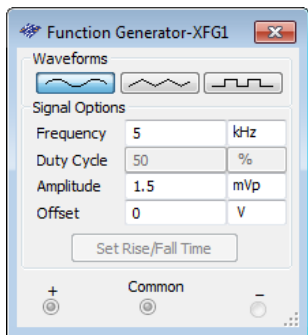 Function Generator-XFG1
Waveforms
Signal Options
Frequency 5 kHz
Duty Cycle 50 %
Amplitude 1.5 mVp
Offset 0 V
Set Rise/Fall Time
+ Common −